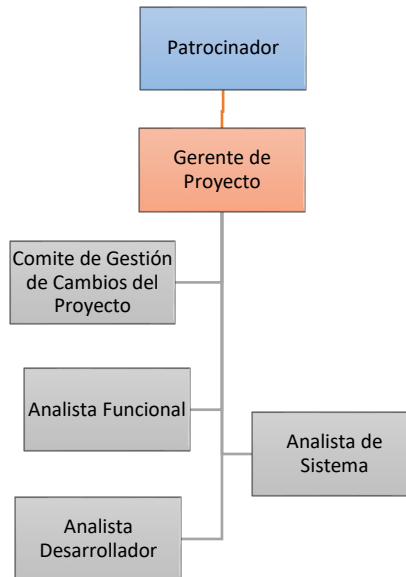 Patrocinador
Gerente de
Proyecto
Comite de Gestión
de Cambios del
Proyecto
Analista Funcional
Analista de
Sistema
Analista
Desarrollador